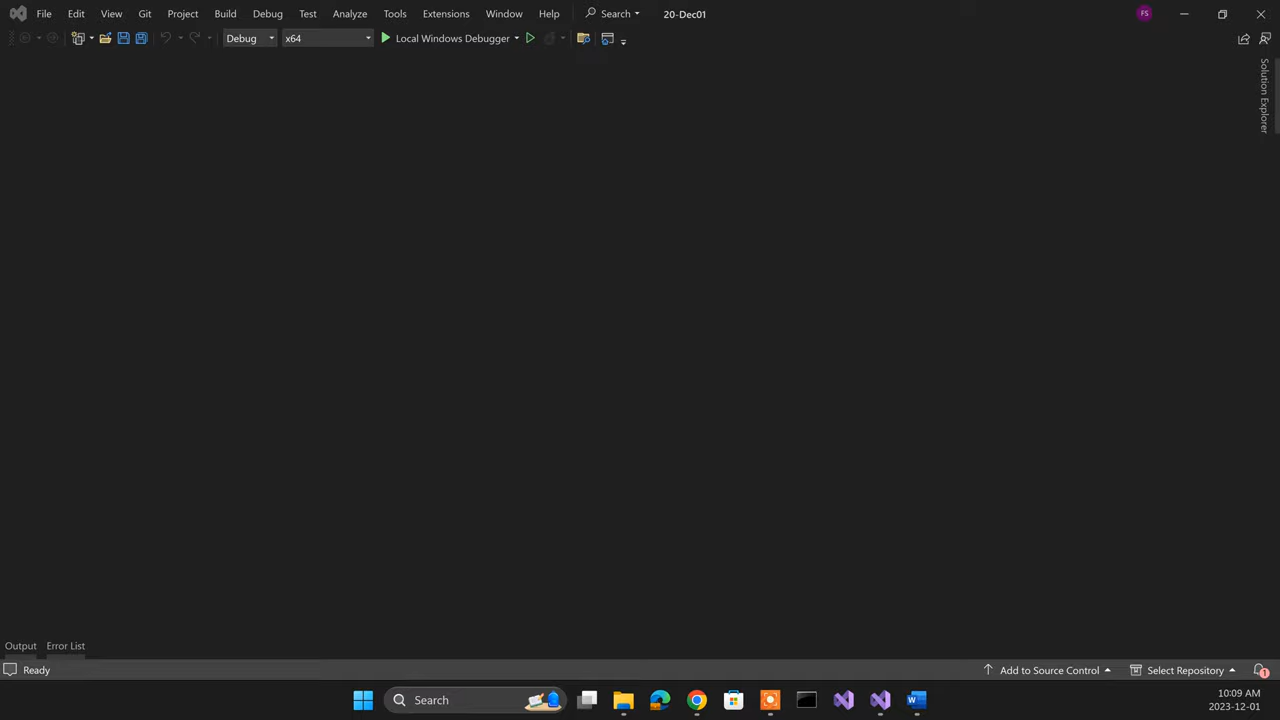 File Edit View Git Project Build Debug Test Analyze Tools Extensions Window Help Search 20-Dec01 FS
Debug x64 Local Windows Debugger
Solution Explorer
Output Error List
Ready Add to Source Control Select Repository 1
Search W 10:09 AM
2023-12-01